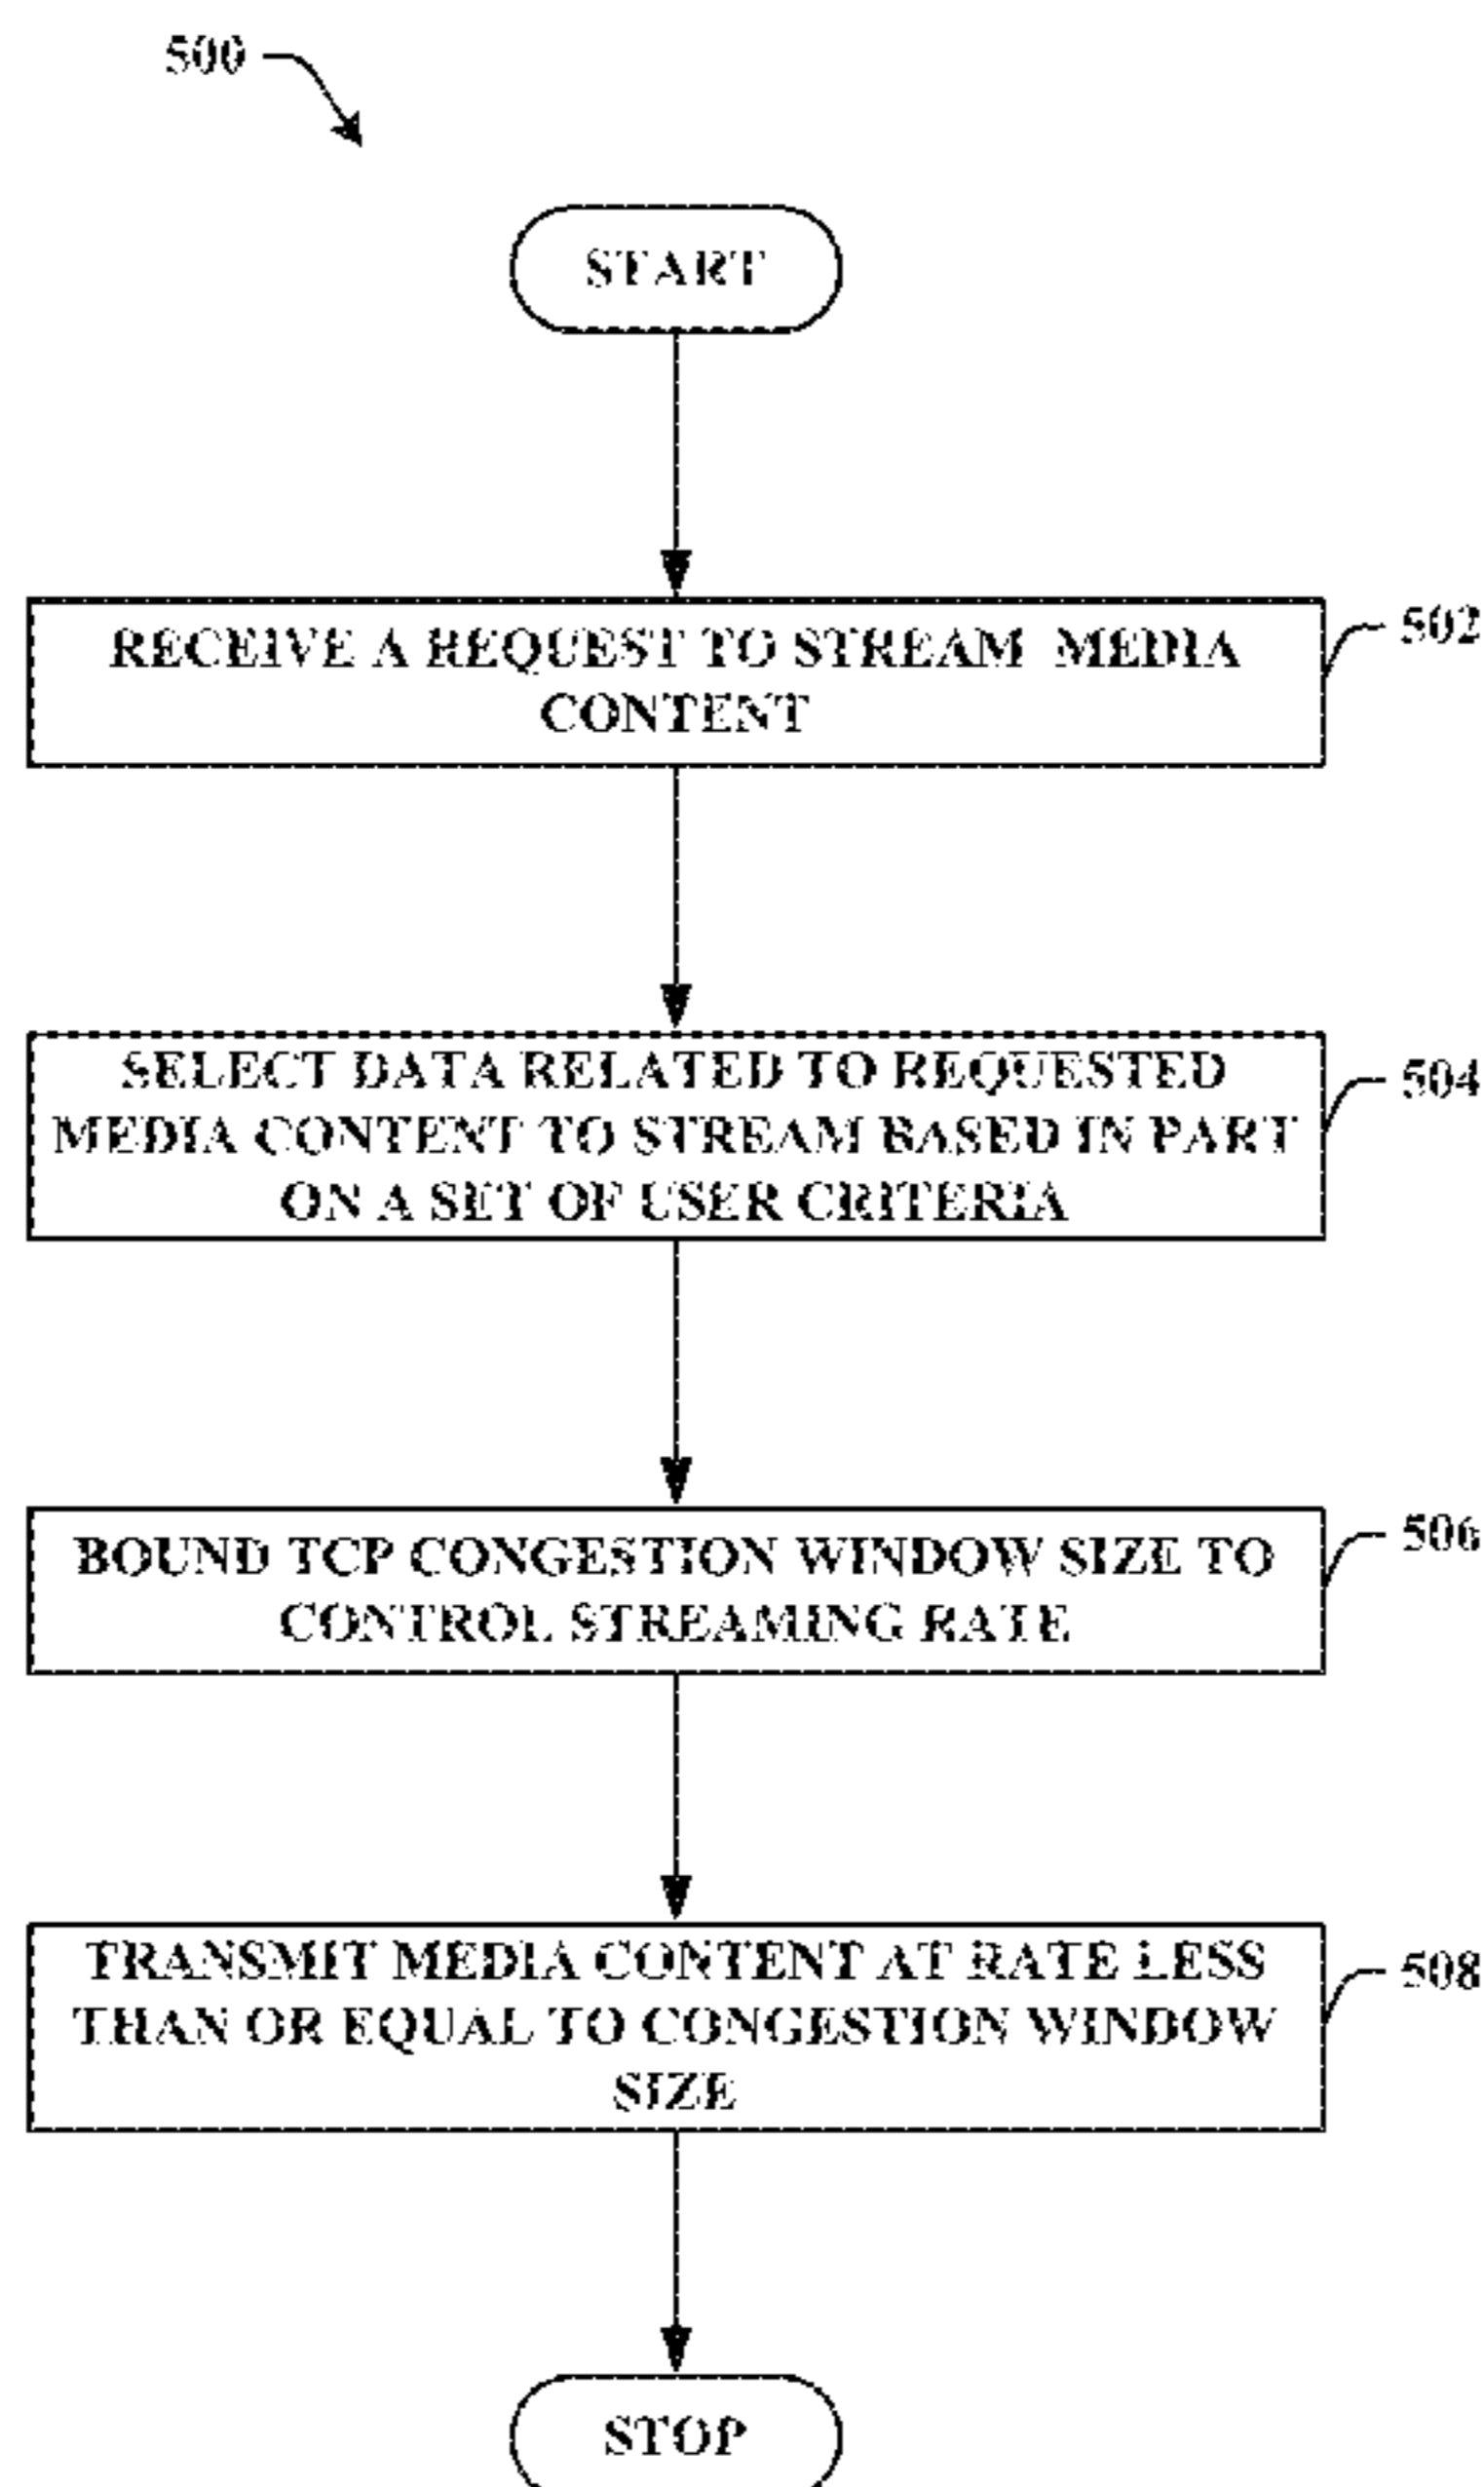 500
START
RECEIVE A REQUEST TO STREAM MEDIA
CONTENT
502
SELECT DATA RELATED TO REQUESTED
MEDIA CONTENT TO STREAM BASED IN PART
ON A SET OF USER CRITERIA
504
BOUND TCP CONGESTION WINDOW SIZE TO
CONTROL STREAMING RATE
506
TRANSMIT MEDIA CONTENT AT RATE LESS
THAN OR EQUAL TO CONGESTION WINDOW
SIZE
508
STOP